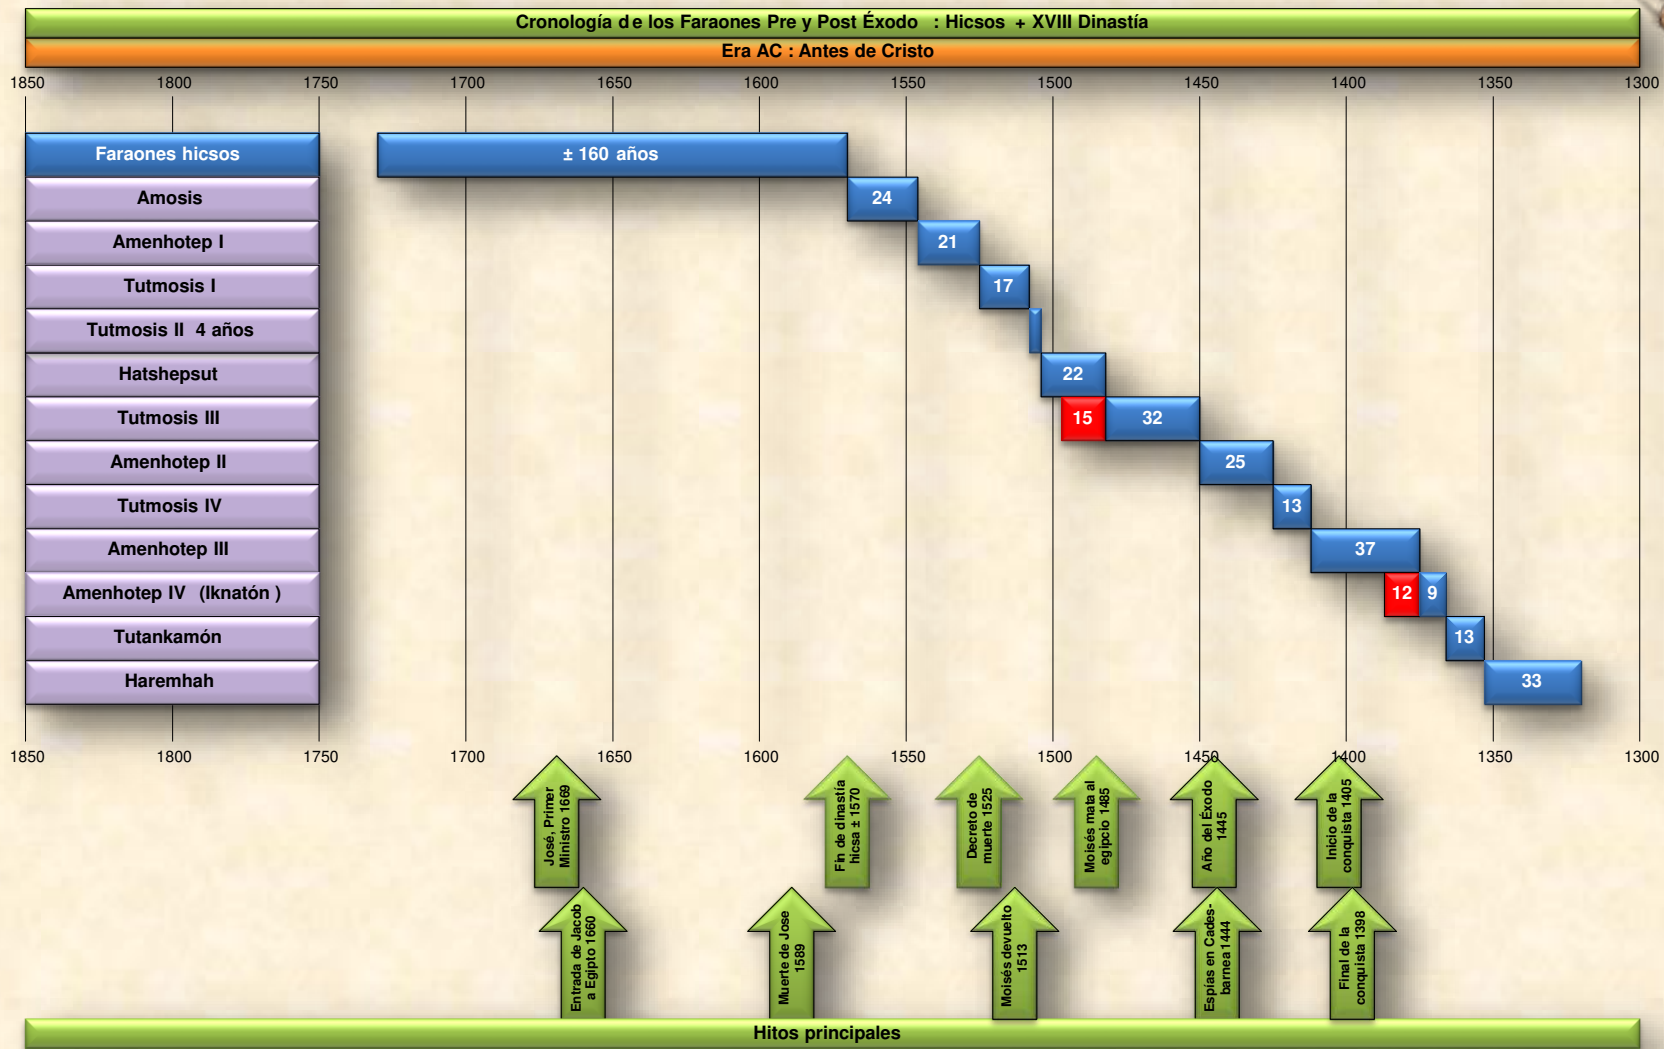 Cronología de los Faraones Pre y Post Éxodo : Hicsos + XVIII Dinastía
Era AC : Antes de Cristo
1850 1800 1750 1700 1650 1600 1550 1500 1450 1400 1350 1300
Faraones hicsos ± 160 años
Amosis 24
Amenhotep I 21
Tutmosis I 17
Tutmosis II 4 años
Hatshepsut 22
Tutmosis III 15 32
Amenhotep II 25
Tutmosis IV 13
Amenhotep III 37
Amenhotep IV (Iknatón ) 12 9
Tutankamón 13
Haremhah 33
1850 1800 1750 1700 1650 1600 1550 1500 1450 1400 1350 1300
José, Primer
Ministro 1669
Fin de dinastía
hicsa ± 1570
Decreto de
muerte 1525
Moisés mata al
egipcio 1485
Año del Éxodo
1445
Inicio de la
conquista 1405
Entrada de Jacob
a Egipto 1660
Muerte de Jose
1589
Moisés devuelto
1513
Espías en Cades-
barnea 1444
Final de la
conquista 1398
Hitos principales